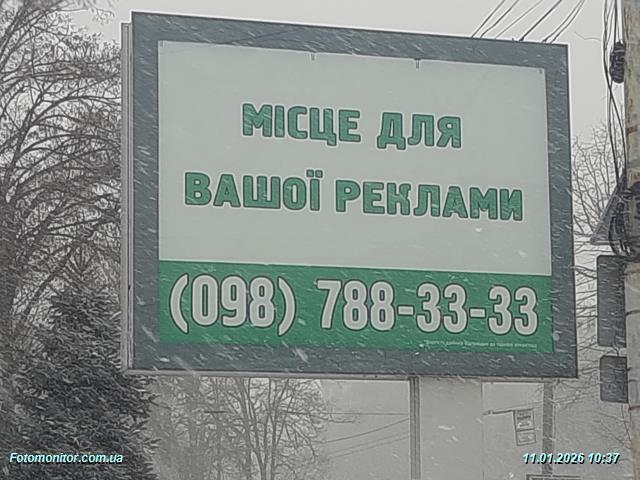 МІСЦЕ ДЛЯ
ВАШОЇ РЕКЛАМИ
(098) 788-33-33
Fotomonitor.com.ua
11.01.2026 10:37